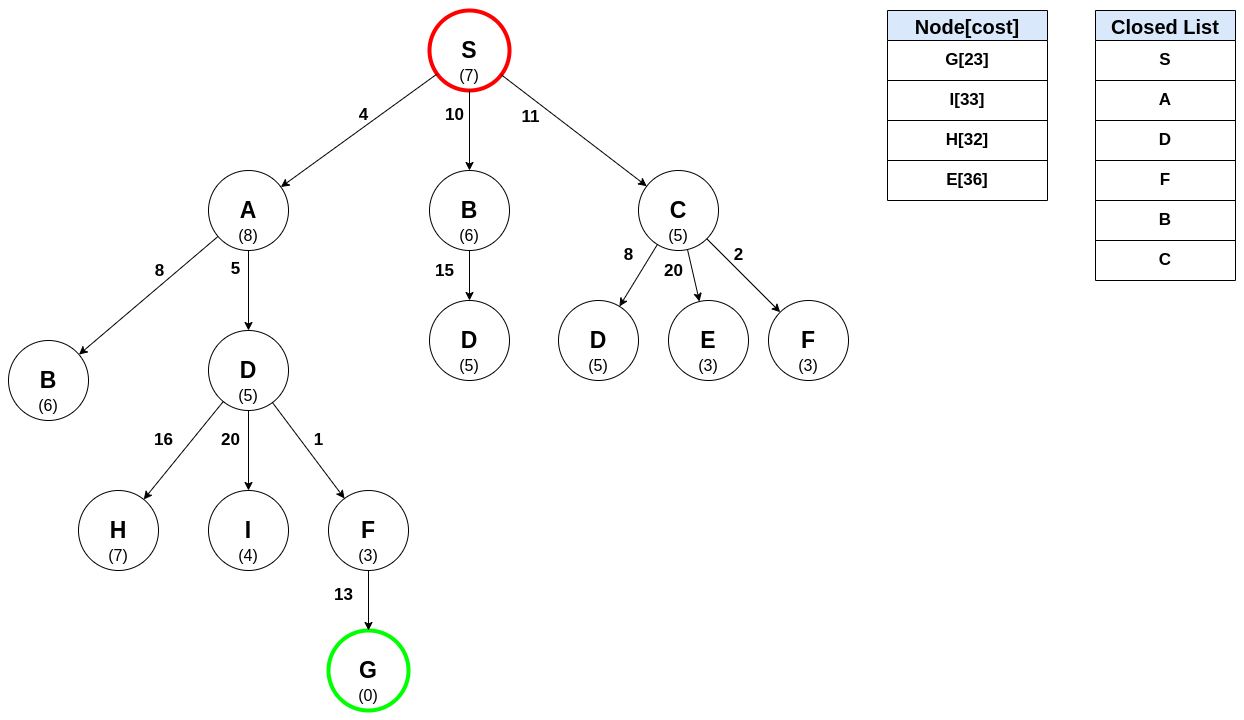 S
(7)
4
10
11
A
(8)
B
(6)
C
(5)
8
5
15
8
20
2
B
(6)
D
(5)
D
(5)
D
(5)
E
(3)
F
(3)
16
20
1
H
(7)
I
(4)
F
(3)
13
G
(0)
Node[cost]
G[23]
I[33]
H[32]
E[36]
Closed List
S
A
D
F
B
C